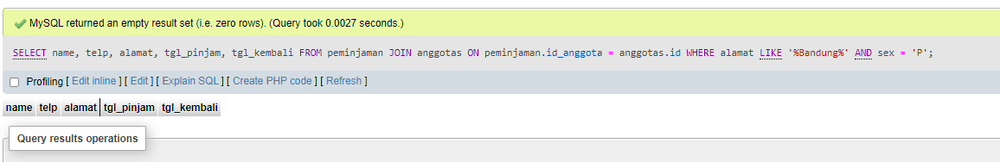 MySQL returned an empty result set (i.e. zero rows). (Query took 0.0027 seconds.)
SELECT name, telp, alamat, tgl_pinjam, tgl_kembali FROM peminjaman JOIN anggotas ON peminjaman.id_anggota = anggotas.id WHERE alamat LIKE '%Bandung%' AND sex = 'P';
Profiling [ Edit inline ] [ Edit ] [ Explain SQL ] [ Create PHP code ] [ Refresh ]
name telp alamat tgl_pinjam tgl_kembali
Query results operations